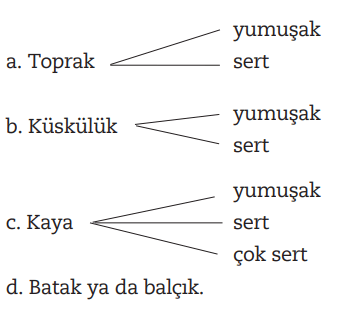 yumuşak
a. Toprak
sert
yumuşak
b. Küskülük
sert
yumuşak
c. Kaya
sert
çok sert
d. Batak ya da balçık.